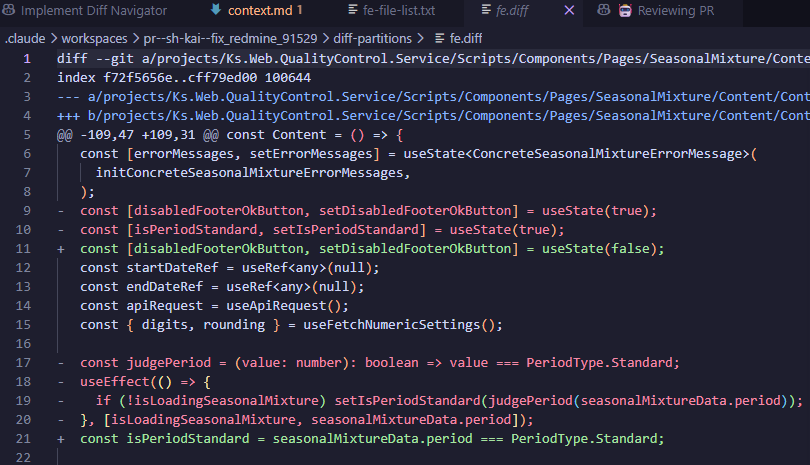 Implement Diff Navigator
context.md 1
fe-file-list.txt
fe.diff
Reviewing PR
.claude > workspaces > pr--sh-kai--fix_redmine_91529 > diff-partitions > fe.diff
1 diff --git a/projects/Ks.Web.QualityControl.Service/Scripts/Components/Pages/SeasonalMixture/Conte
2 index f72f5656e..cff79ed00 100644
3 --- a/projects/Ks.Web.QualityControl.Service/Scripts/Components/Pages/SeasonalMixture/Content/Cont
4 +++ b/projects/Ks.Web.QualityControl.Service/Scripts/Components/Pages/SeasonalMixture/Content/Cont
5 @@ -109,47 +109,31 @@ const Content = () => {
6   const [errorMessages, setErrorMessages] = useState<ConcreteSeasonalMixtureErrorMessage>(
7     initConcreteSeasonalMixtureErrorMessages,
8   );
9 -  const [disabledFooterOkButton, setDisabledFooterOkButton] = useState(true);
10 -  const [isPeriodStandard, setIsPeriodStandard] = useState(true);
11 +  const [disabledFooterOkButton, setDisabledFooterOkButton] = useState(false);
12   const startDateRef = useRef<any>(null);
13   const endDateRef = useRef<any>(null);
14   const apiRequest = useApiRequest();
15   const { digits, rounding } = useFetchNumericSettings();
16
17 -  const judgePeriod = (value: number): boolean => value === PeriodType.Standard;
18 -  useEffect(() => {
19 -    if (!isLoadingSeasonalMixture) setIsPeriodStandard(judgePeriod(seasonalMixtureData.period));
20 -  }, [isLoadingSeasonalMixture, seasonalMixtureData.period]);
21 +  const isPeriodStandard = seasonalMixtureData.period === PeriodType.Standard;
22